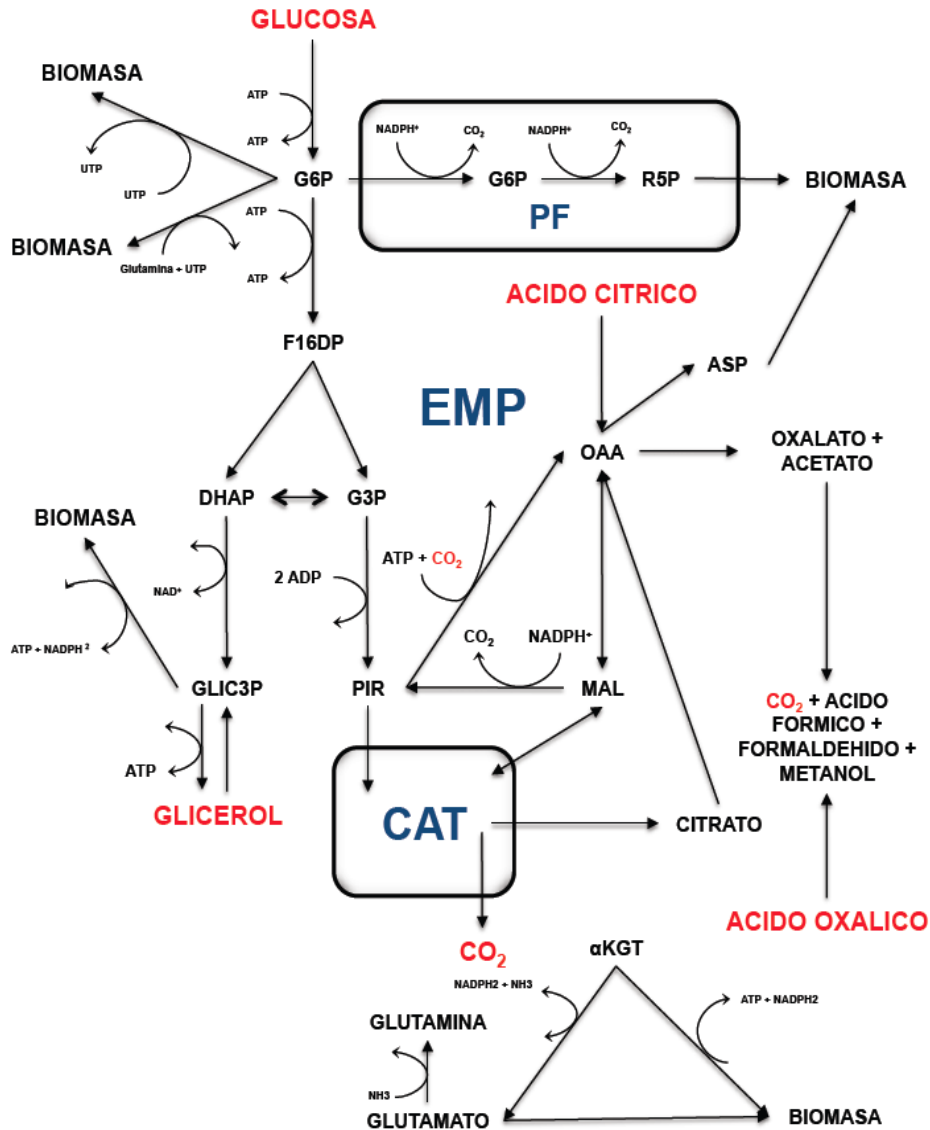 GLUCOSA
BIOMASA
ATP
ATP
UTP
UTP
G6P
NADPH⁺
CO₂
NADPH⁺
CO₂
G6P
R5P
PF
BIOMASA
BIOMASA
Glutamina + UTP
ATP
ATP
ACIDO CITRICO
F16DP
ASP
EMP
OAA
OXALATO +
ACETATO
DHAP
G3P
BIOMASA
NAD⁺
2 ADP
ATP + CO₂
ATP + NADPH ²
CO₂
NADPH⁺
GLIC3P
PIR
MAL
CO₂ + ACIDO
FORMICO +
FORMALDEHIDO +
METANOL
ATP
GLICEROL
CAT
CITRATO
ACIDO OXALICO
CO₂
αKGT
NADPH2 + NH3
ATP + NADPH2
GLUTAMINA
NH3
GLUTAMATO
BIOMASA